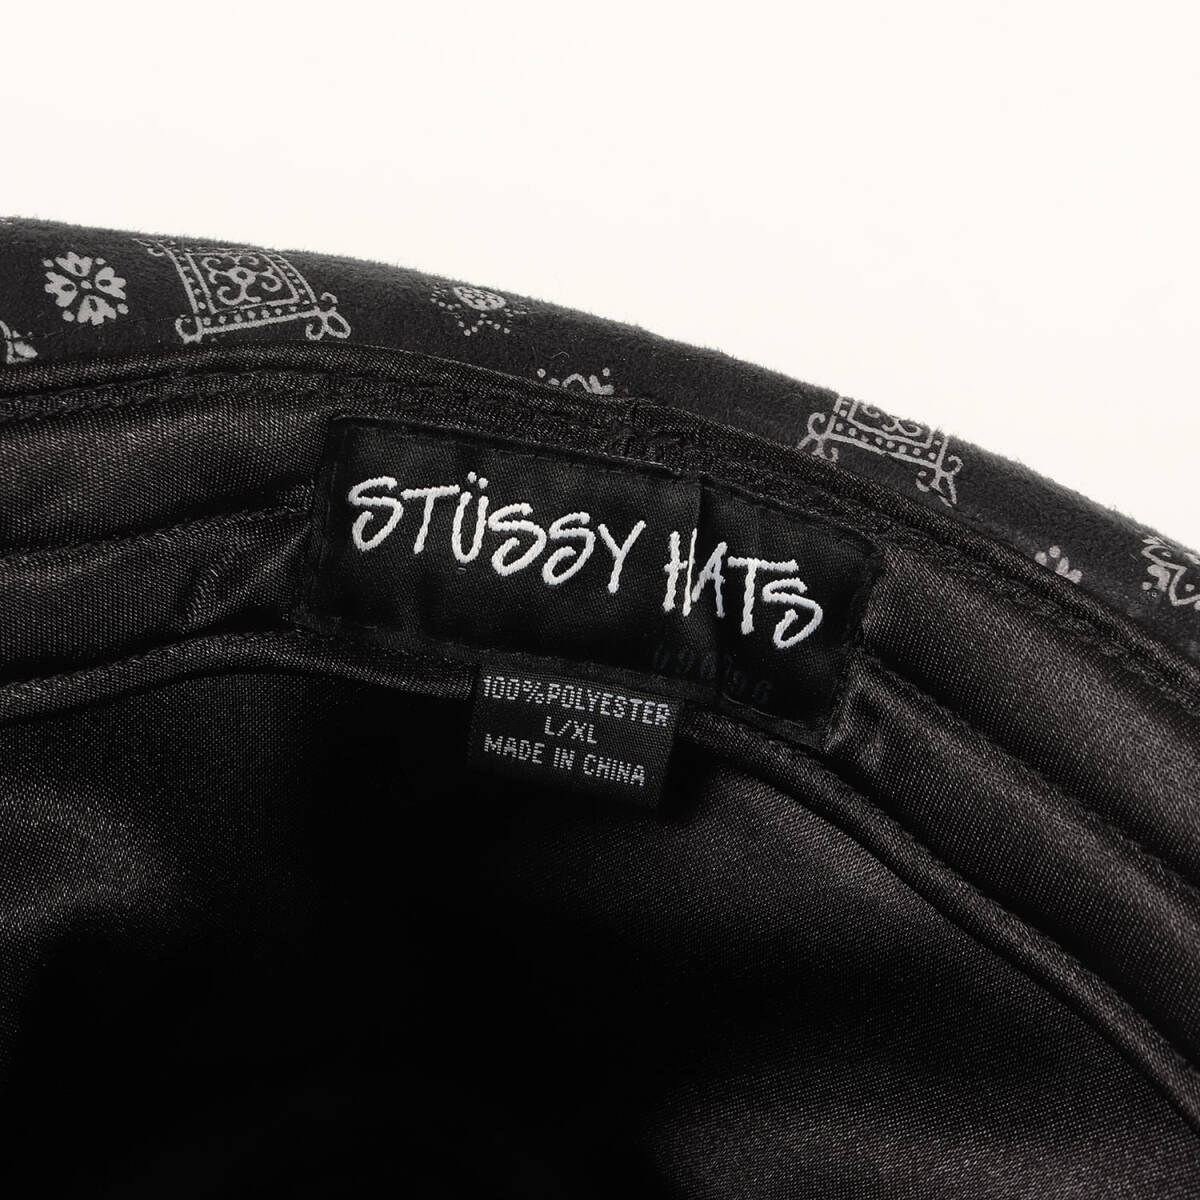 STÜSSY HATS
100%POLYESTER
L/XL
MADE IN CHINA